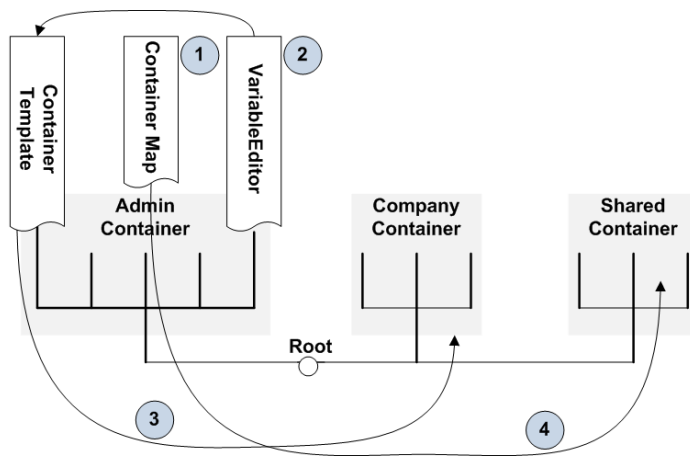 Container
Template
Container Map
1
VariableEditor
2
Admin
Container
Company
Container
Shared
Container
Root
3
4